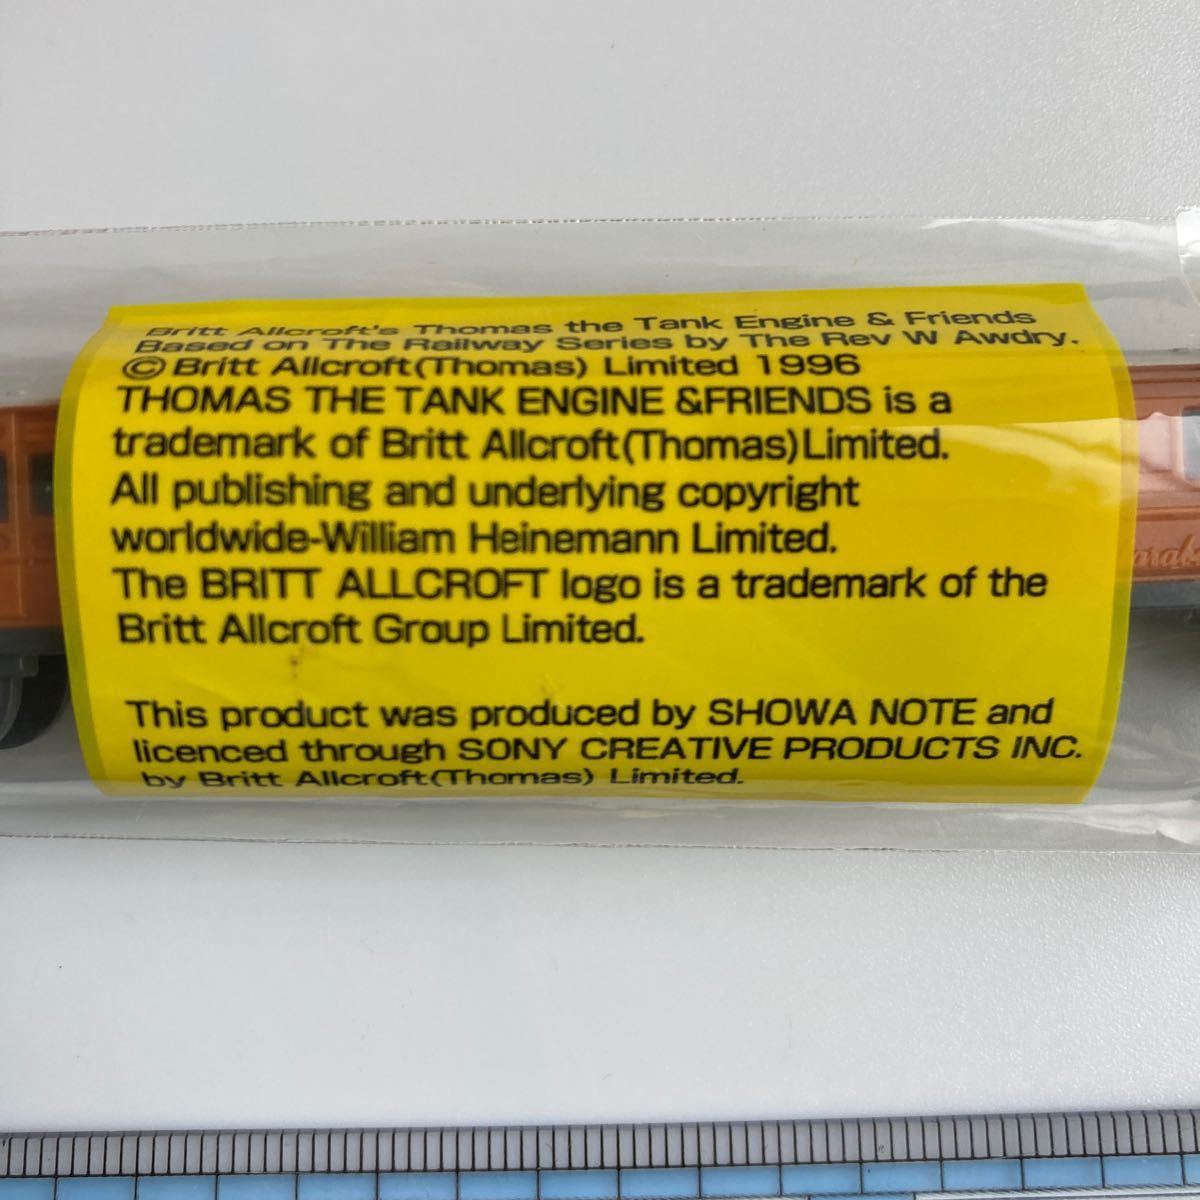 Britt Allcroft's Thomas the Tank Engine & Friends
Based on The Railway Series by The Rev W Awdry.
© Britt Allcroft(Thomas) Limited 1996
THOMAS THE TANK ENGINE &FRIENDS is a
trademark of Britt Allcroft(Thomas)Limited.
All publishing and underlying copyright
worldwide-William Heinemann Limited.
The BRITT ALLCROFT logo is a trademark of the
Britt Allcroft Group Limited.
This product was produced by SHOWA NOTE and
licenced through SONY CREATIVE PRODUCTS INC.
by Britt Allcroft(Thomas) Limited.